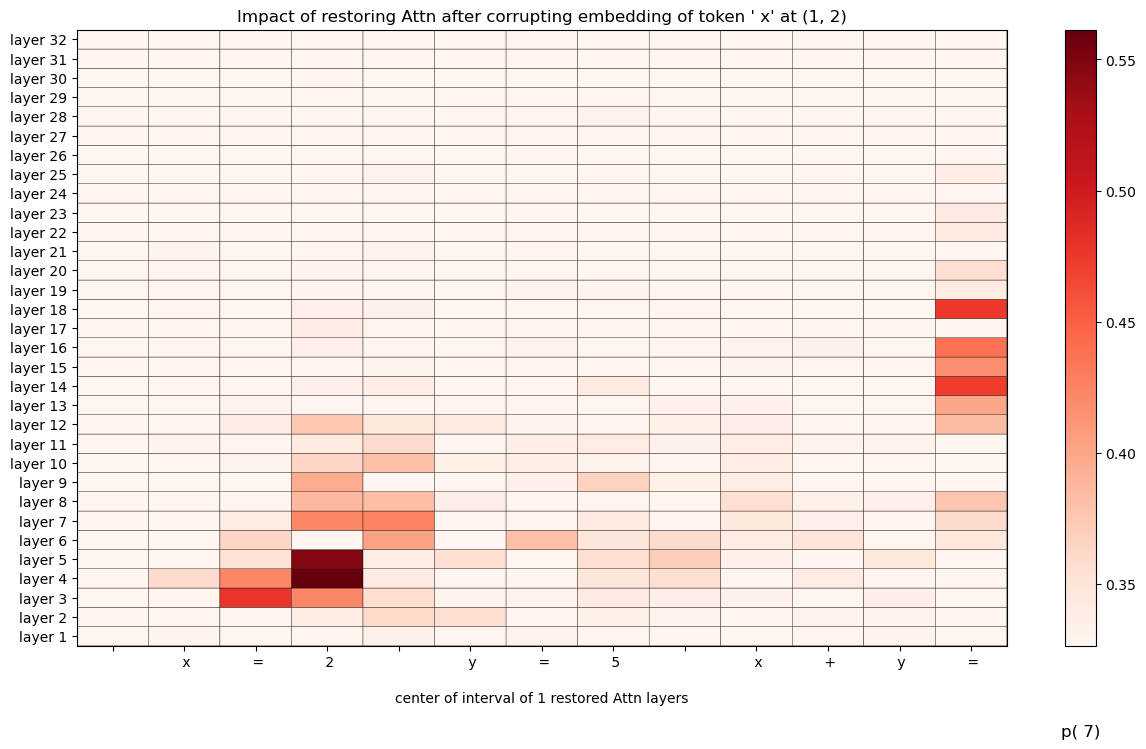 Impact of restoring Attn after corrupting embedding of token ' x' at (1, 2)
layer 32
layer 31
layer 30
layer 29
layer 28
layer 27
layer 26
layer 25
layer 24
layer 23
layer 22
layer 21
layer 20
layer 19
layer 18
layer 17
layer 16
layer 15
layer 14
layer 13
layer 12
layer 11
layer 10
layer 9
layer 8
layer 7
layer 6
layer 5
layer 4
layer 3
layer 2
layer 1
x = 2 y = 5 x + y =
center of interval of 1 restored Attn layers
0.55
0.50
0.45
0.40
0.35
p( 7)